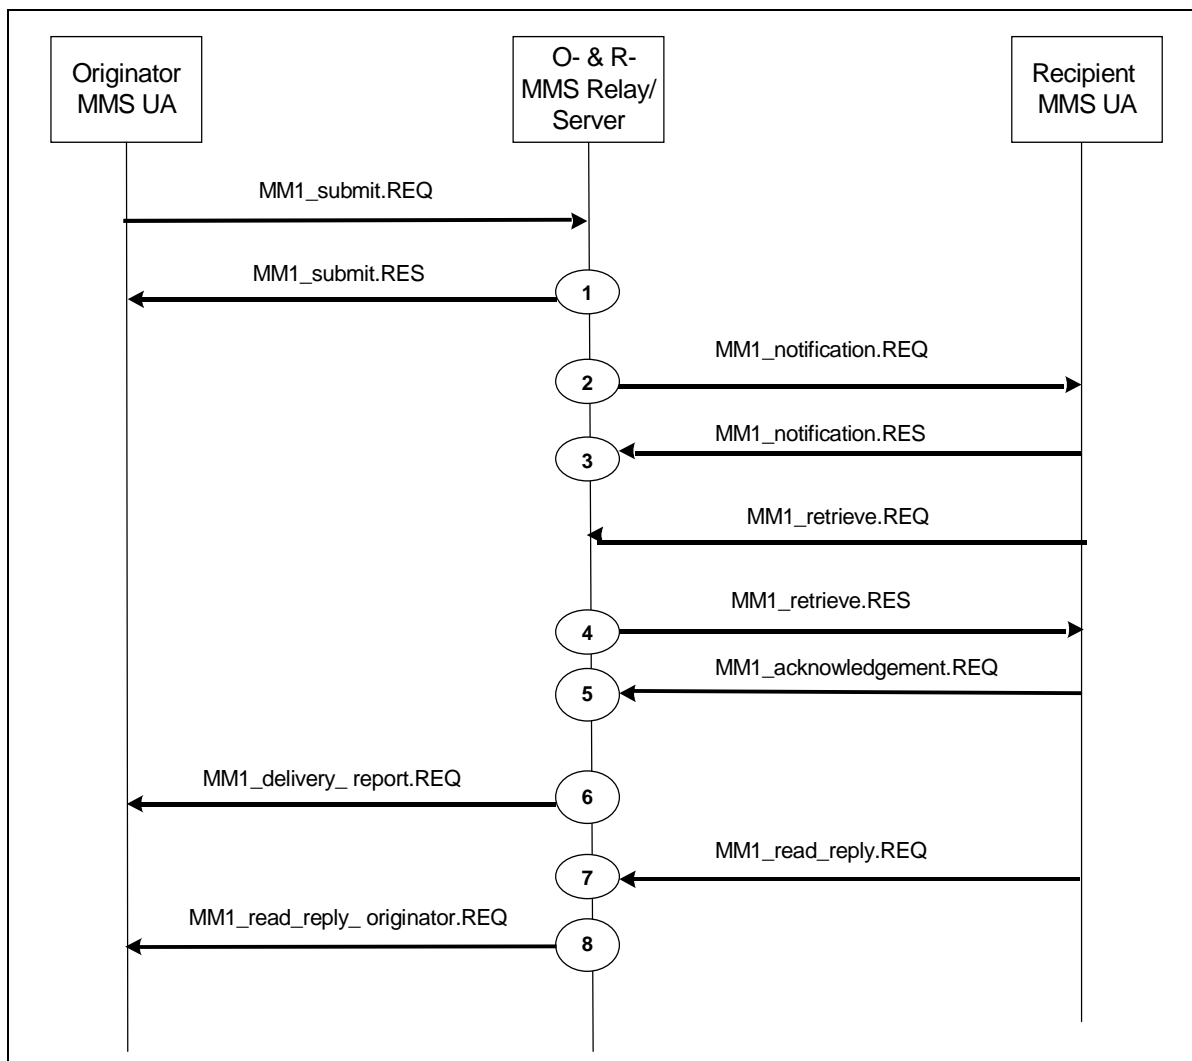 Originator
MMS UA
O- & R-
MMS Relay/
Server
Recipient
MMS UA
MM1_submit.REQ
MM1_submit.RES
1
MM1_notification.REQ
2
MM1_notification.RES
3
MM1_retrieve.REQ
MM1_retrieve.RES
4
MM1_acknowledgement.REQ
5
MM1_delivery_ report.REQ
6
MM1_read_reply.REQ
7
MM1_read_reply_ originator.REQ
8